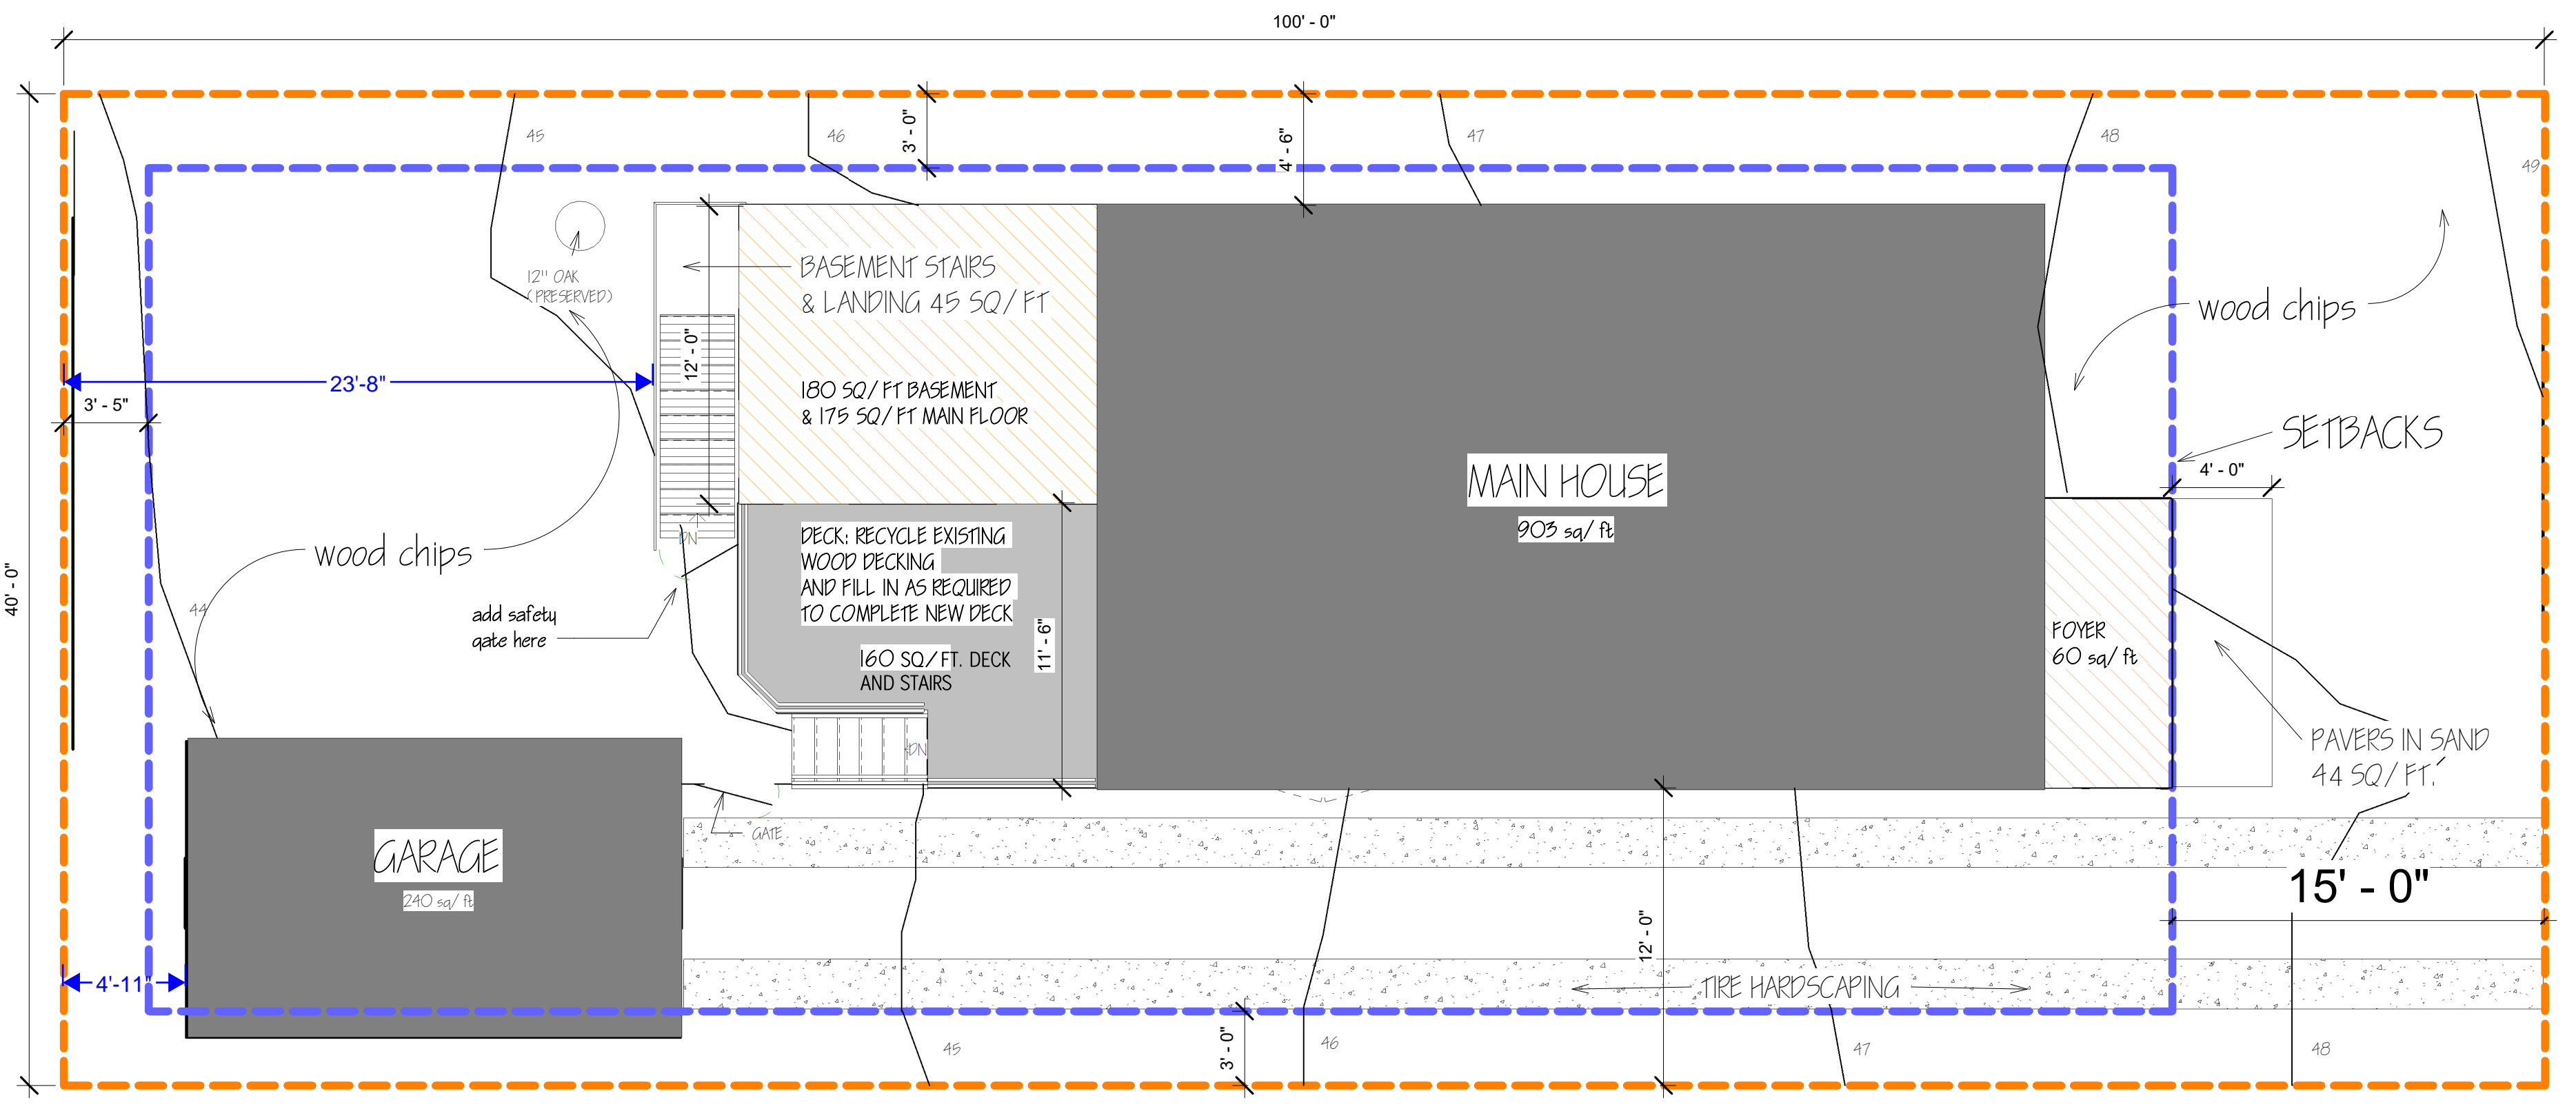 100' - 0"
45
46
3' - 0"
4' - 6"
47
48
49
12" OAK
(PRESERVED)
BASEMENT STAIRS
& LANDING 45 SQ/FT
wood chips
12' - 0"
23'-8"
3' - 5"
180 SQ/FT BASEMENT
& 175 SQ/FT MAIN FLOOR
SETBACKS
4' - 0"
MAIN HOUSE
903 sq/ft
DN
DECK: RECYCLE EXISTING
WOOD DECKING
AND FILL IN AS REQUIRED
TO COMPLETE NEW DECK
wood chips
40' - 0"
44
add safety
gate here
160 SQ/FT. DECK
AND STAIRS
11' - 6"
FOYER
60 sq/ft
DN
PAVERS IN SAND
44 SQ/FT.
GATE
GARAGE
240 sq/ft
15' - 0"
12' - 0"
4'-11"
TIRE HARDSCAPING
3' - 0"
45
46
47
48